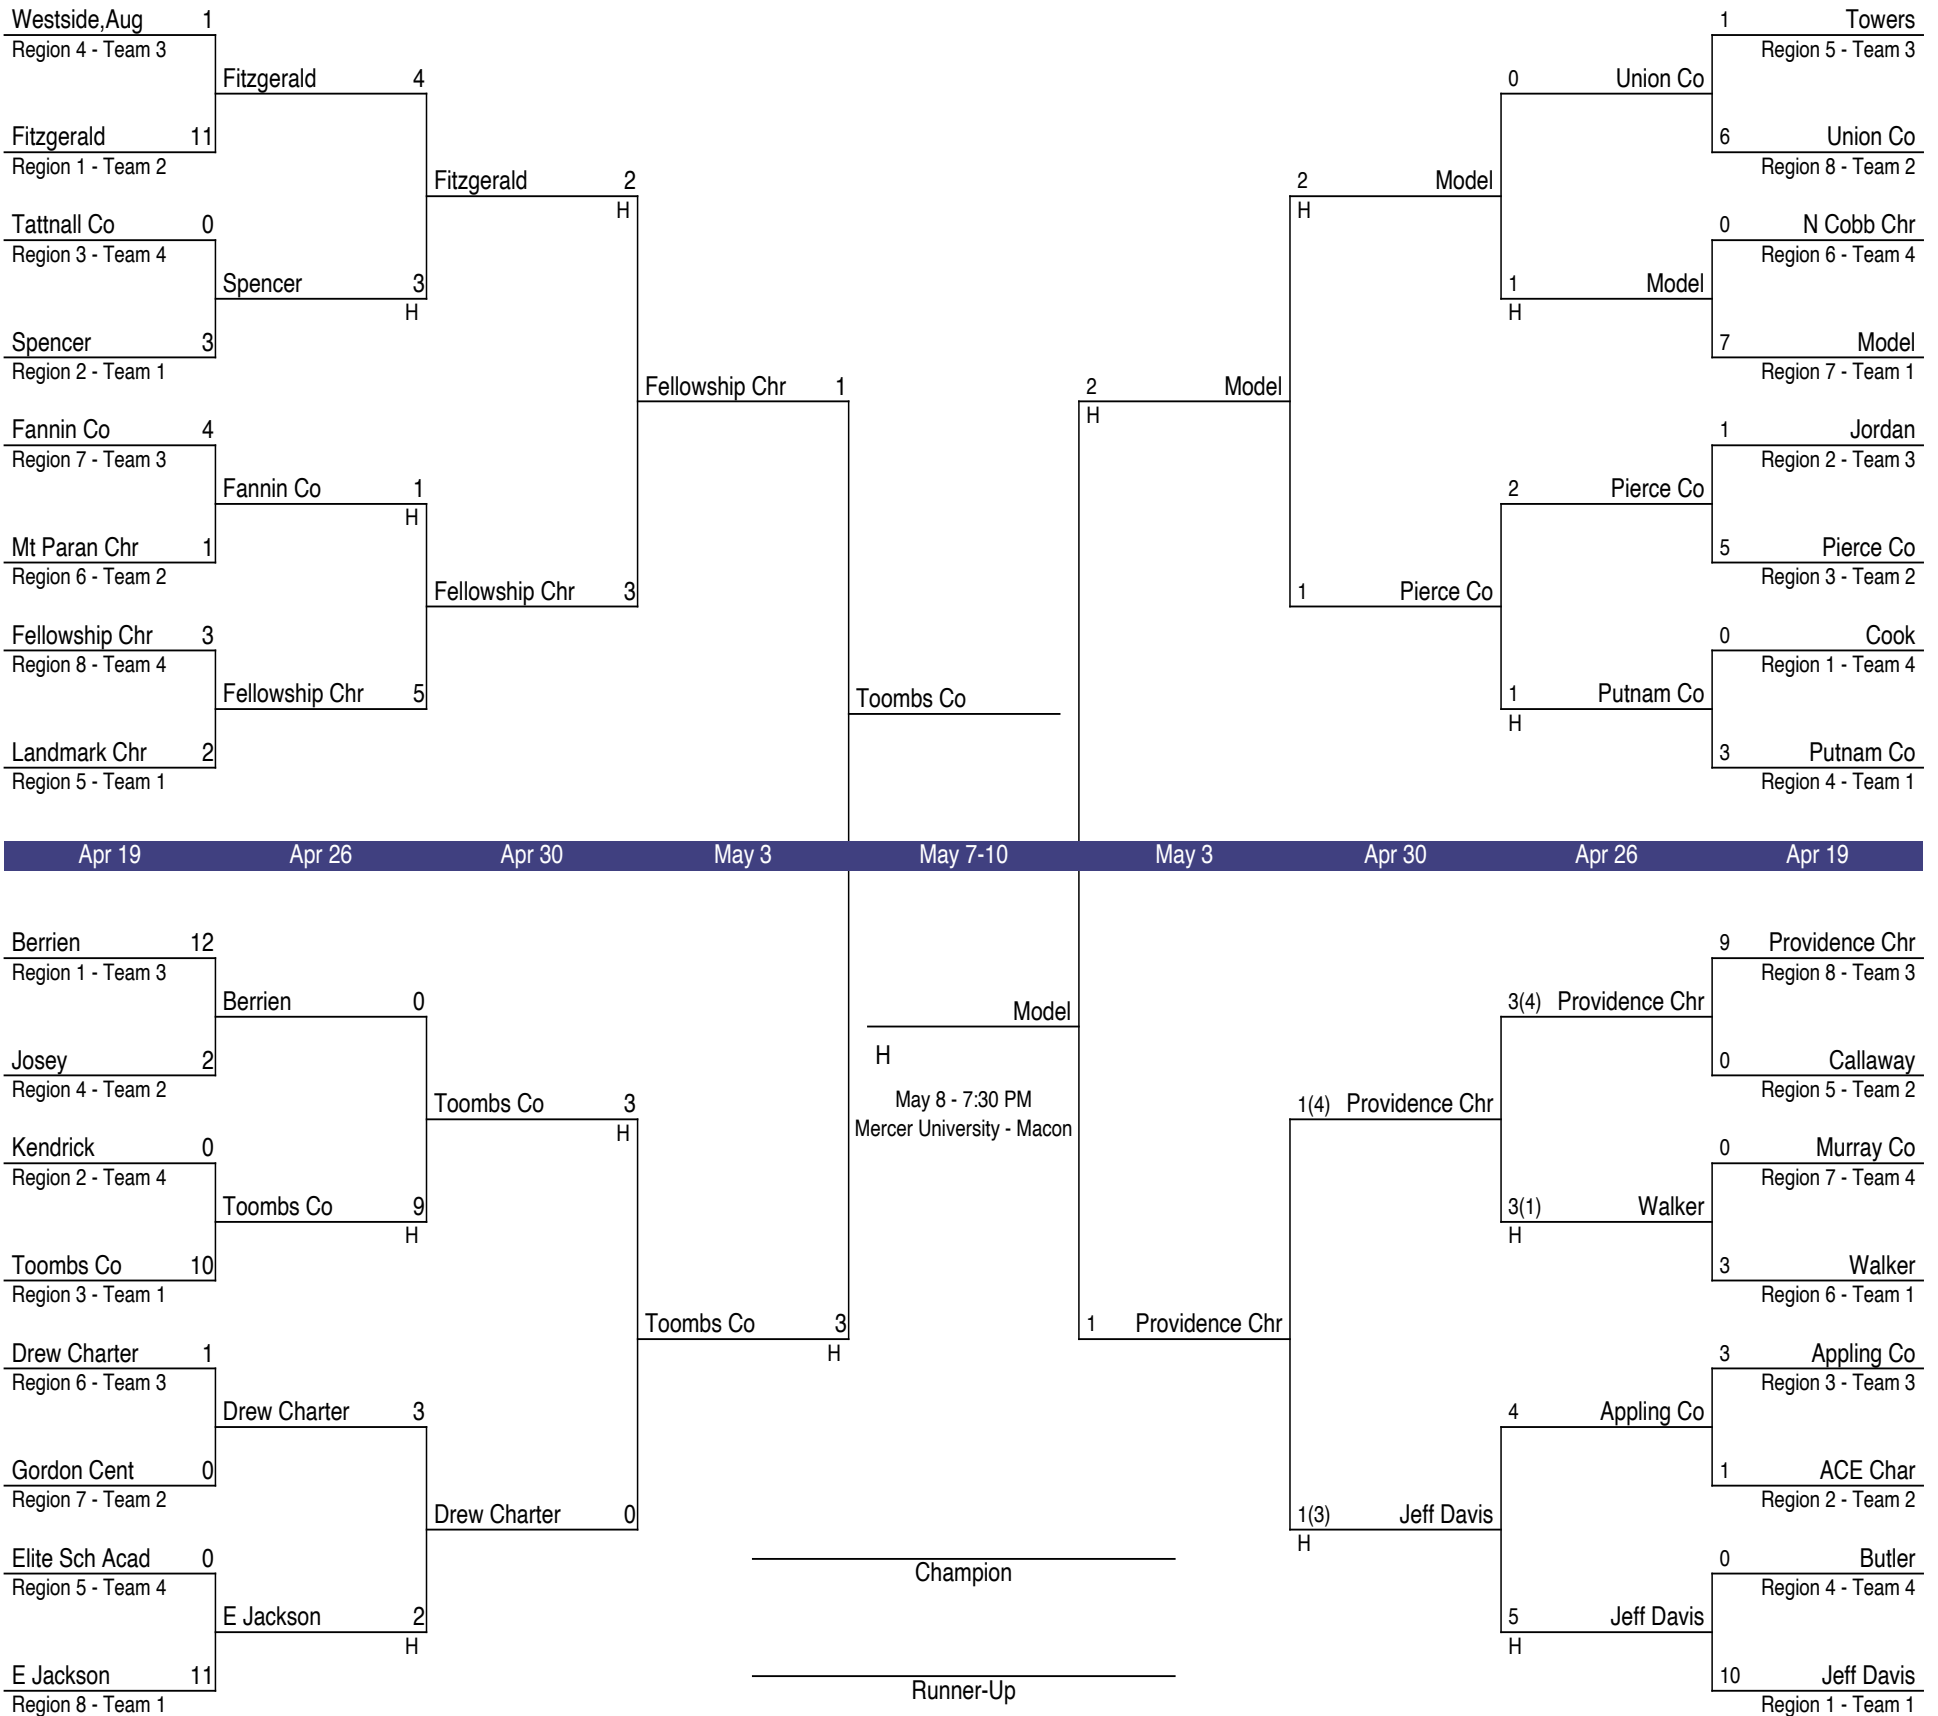 Westside,Aug 1
Region 4 - Team 3
Fitzgerald 11
Region 1 - Team 2
Tattnall Co 0
Region 3 - Team 4
Spencer 3
Region 2 - Team 1
Fannin Co 4
Region 7 - Team 3
Mt Paran Chr 1
Region 6 - Team 2
Fellowship Chr 3
Region 8 - Team 4
Landmark Chr 2
Region 5 - Team 1
Fitzgerald 4
Spencer 3
H
Fannin Co 1
H
Fellowship Chr 5
Fitzgerald 2
H
Fellowship Chr 3
Fellowship Chr 1
Toombs Co
2 Model
H
2 Model
H
1 Pierce Co
0 Union Co
1 Model
H
2 Pierce Co
1 Putnam Co
H
1 Towers
Region 5 - Team 3
6 Union Co
Region 8 - Team 2
0 N Cobb Chr
Region 6 - Team 4
7 Model
Region 7 - Team 1
1 Jordan
Region 2 - Team 3
5 Pierce Co
Region 3 - Team 2
0 Cook
Region 1 - Team 4
3 Putnam Co
Region 4 - Team 1
Apr 19 Apr 26 Apr 30 May 3 May 7-10 May 3 Apr 30 Apr 26 Apr 19
Berrien 12
Region 1 - Team 3
Josey 2
Region 4 - Team 2
Kendrick 0
Region 2 - Team 4
Toombs Co 10
Region 3 - Team 1
Drew Charter 1
Region 6 - Team 3
Gordon Cent 0
Region 7 - Team 2
Elite Sch Acad 0
Region 5 - Team 4
E Jackson 11
Region 8 - Team 1
Berrien 0
Toombs Co 9
H
Drew Charter 3
E Jackson 2
H
Toombs Co 3
H
Drew Charter 0
Toombs Co 3
H
Model
H
May 8 - 7:30 PM
Mercer University - Macon
Champion
Runner-Up
1 Providence Chr
1(4) Providence Chr
1(3) Jeff Davis
H
3(4) Providence Chr
3(1) Walker
H
4 Appling Co
5 Jeff Davis
H
9 Providence Chr
Region 8 - Team 3
0 Callaway
Region 5 - Team 2
0 Murray Co
Region 7 - Team 4
3 Walker
Region 6 - Team 1
3 Appling Co
Region 3 - Team 3
1 ACE Char
Region 2 - Team 2
0 Butler
Region 4 - Team 4
10 Jeff Davis
Region 1 - Team 1